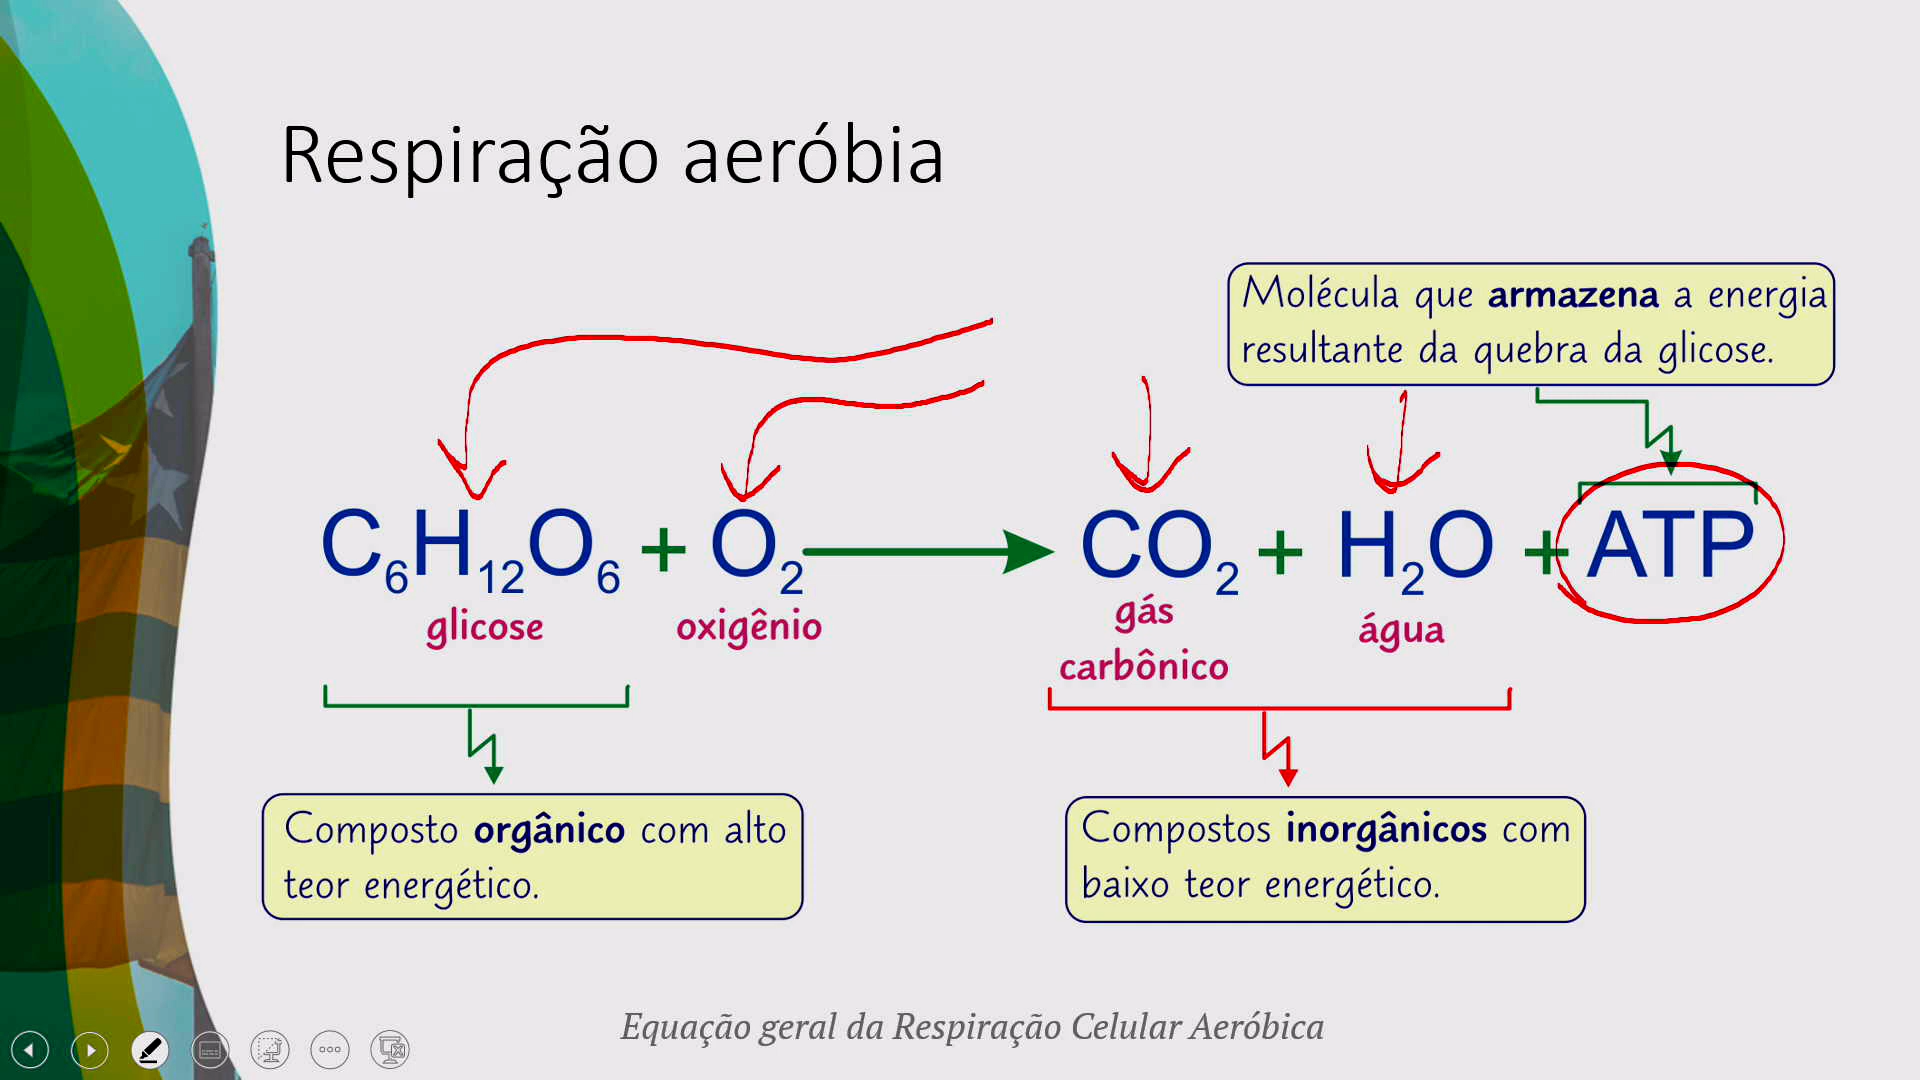 Respiração aeróbia
Molécula que armazena a energia
resultante da quebra da glicose.
C₆H₁₂O₆ + O₂ → CO₂ + H₂O + ATP
glicose
oxigênio
gás
carbônico
água
Composto orgânico com alto
teor energético.
Compostos inorgânicos com
baixo teor energético.
Equação geral da Respiração Celular Aeróbica